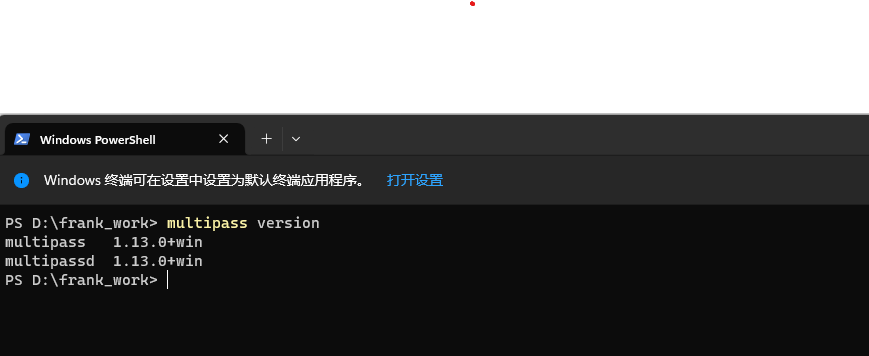 Windows PowerShell
Windows 终端可在设置中设置为默认终端应用程序。 打开设置
PS D:\frank_work> multipass version
multipass   1.13.0+win
multipassd  1.13.0+win
PS D:\frank_work>